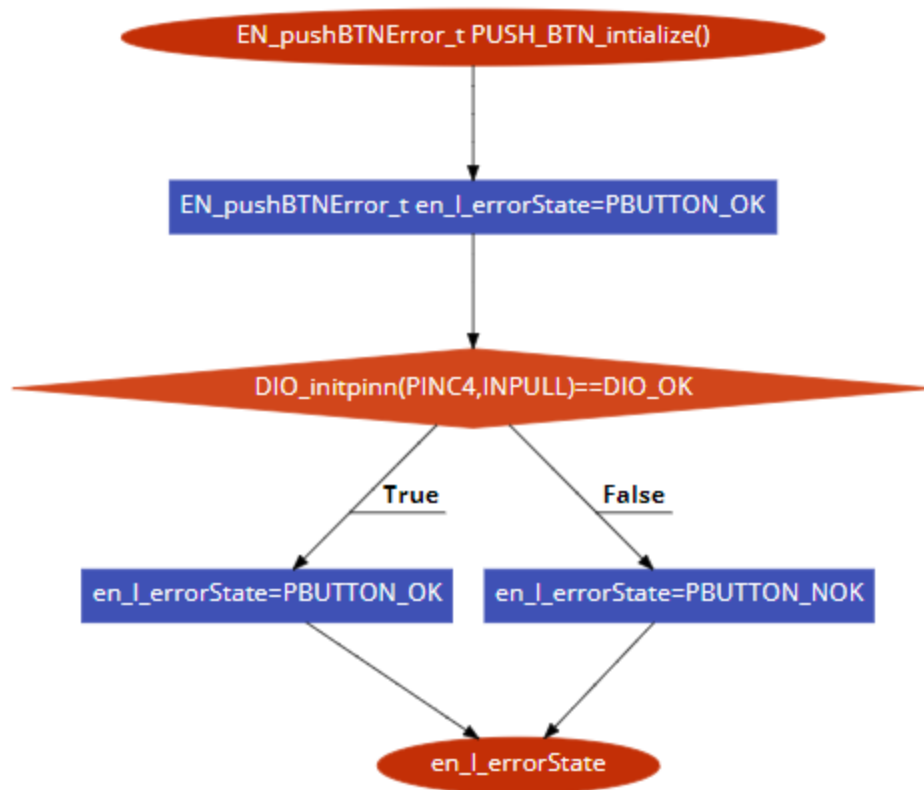 EN_pushBTNError_t PUSH_BTN_intialize()
EN_pushBTNError_t en_l_errorState=PBUTTON_OK
DIO_initpinn(PINC4,INPULL)==DIO_OK
True
False
en_l_errorState=PBUTTON_OK
en_l_errorState=PBUTTON_NOK
en_l_errorState